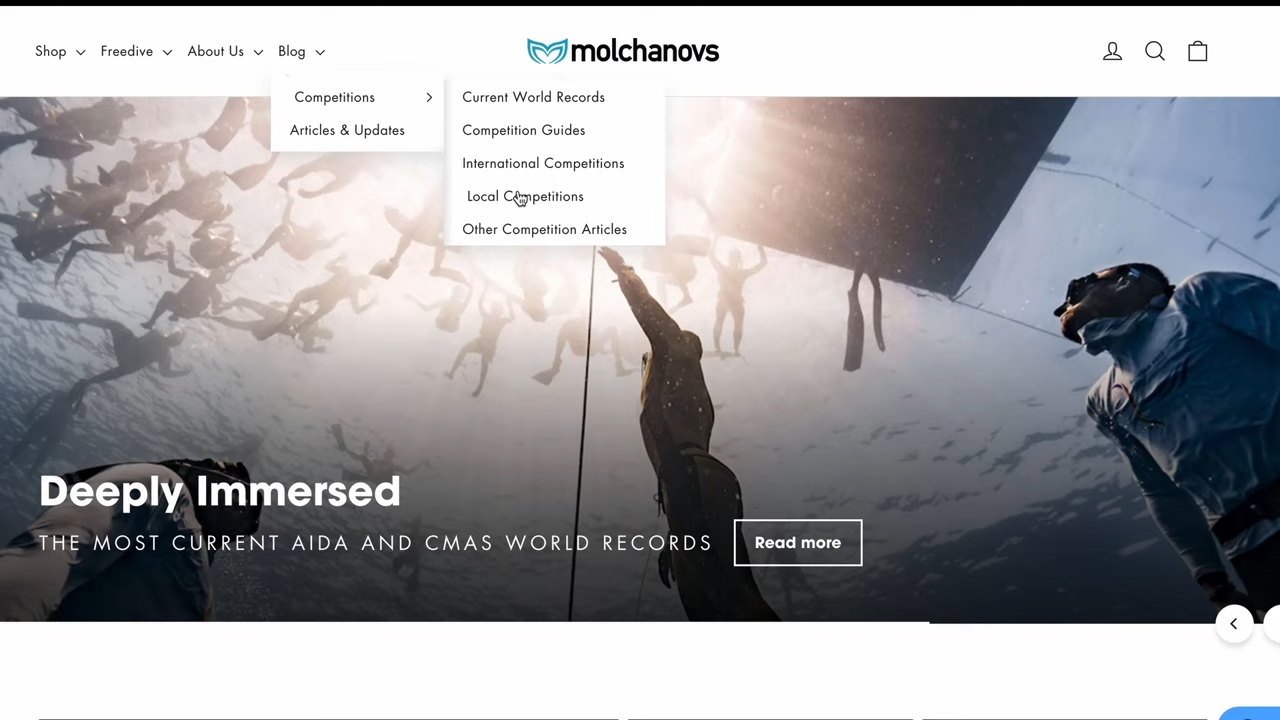 Shop
Freedive
About Us
Blog
molchanovs
Competitions
Articles & Updates
Current World Records
Competition Guides
International Competitions
Local Competitions
Other Competition Articles
Deeply Immersed
THE MOST CURRENT AIDA AND CMAS WORLD RECORDS
Read more